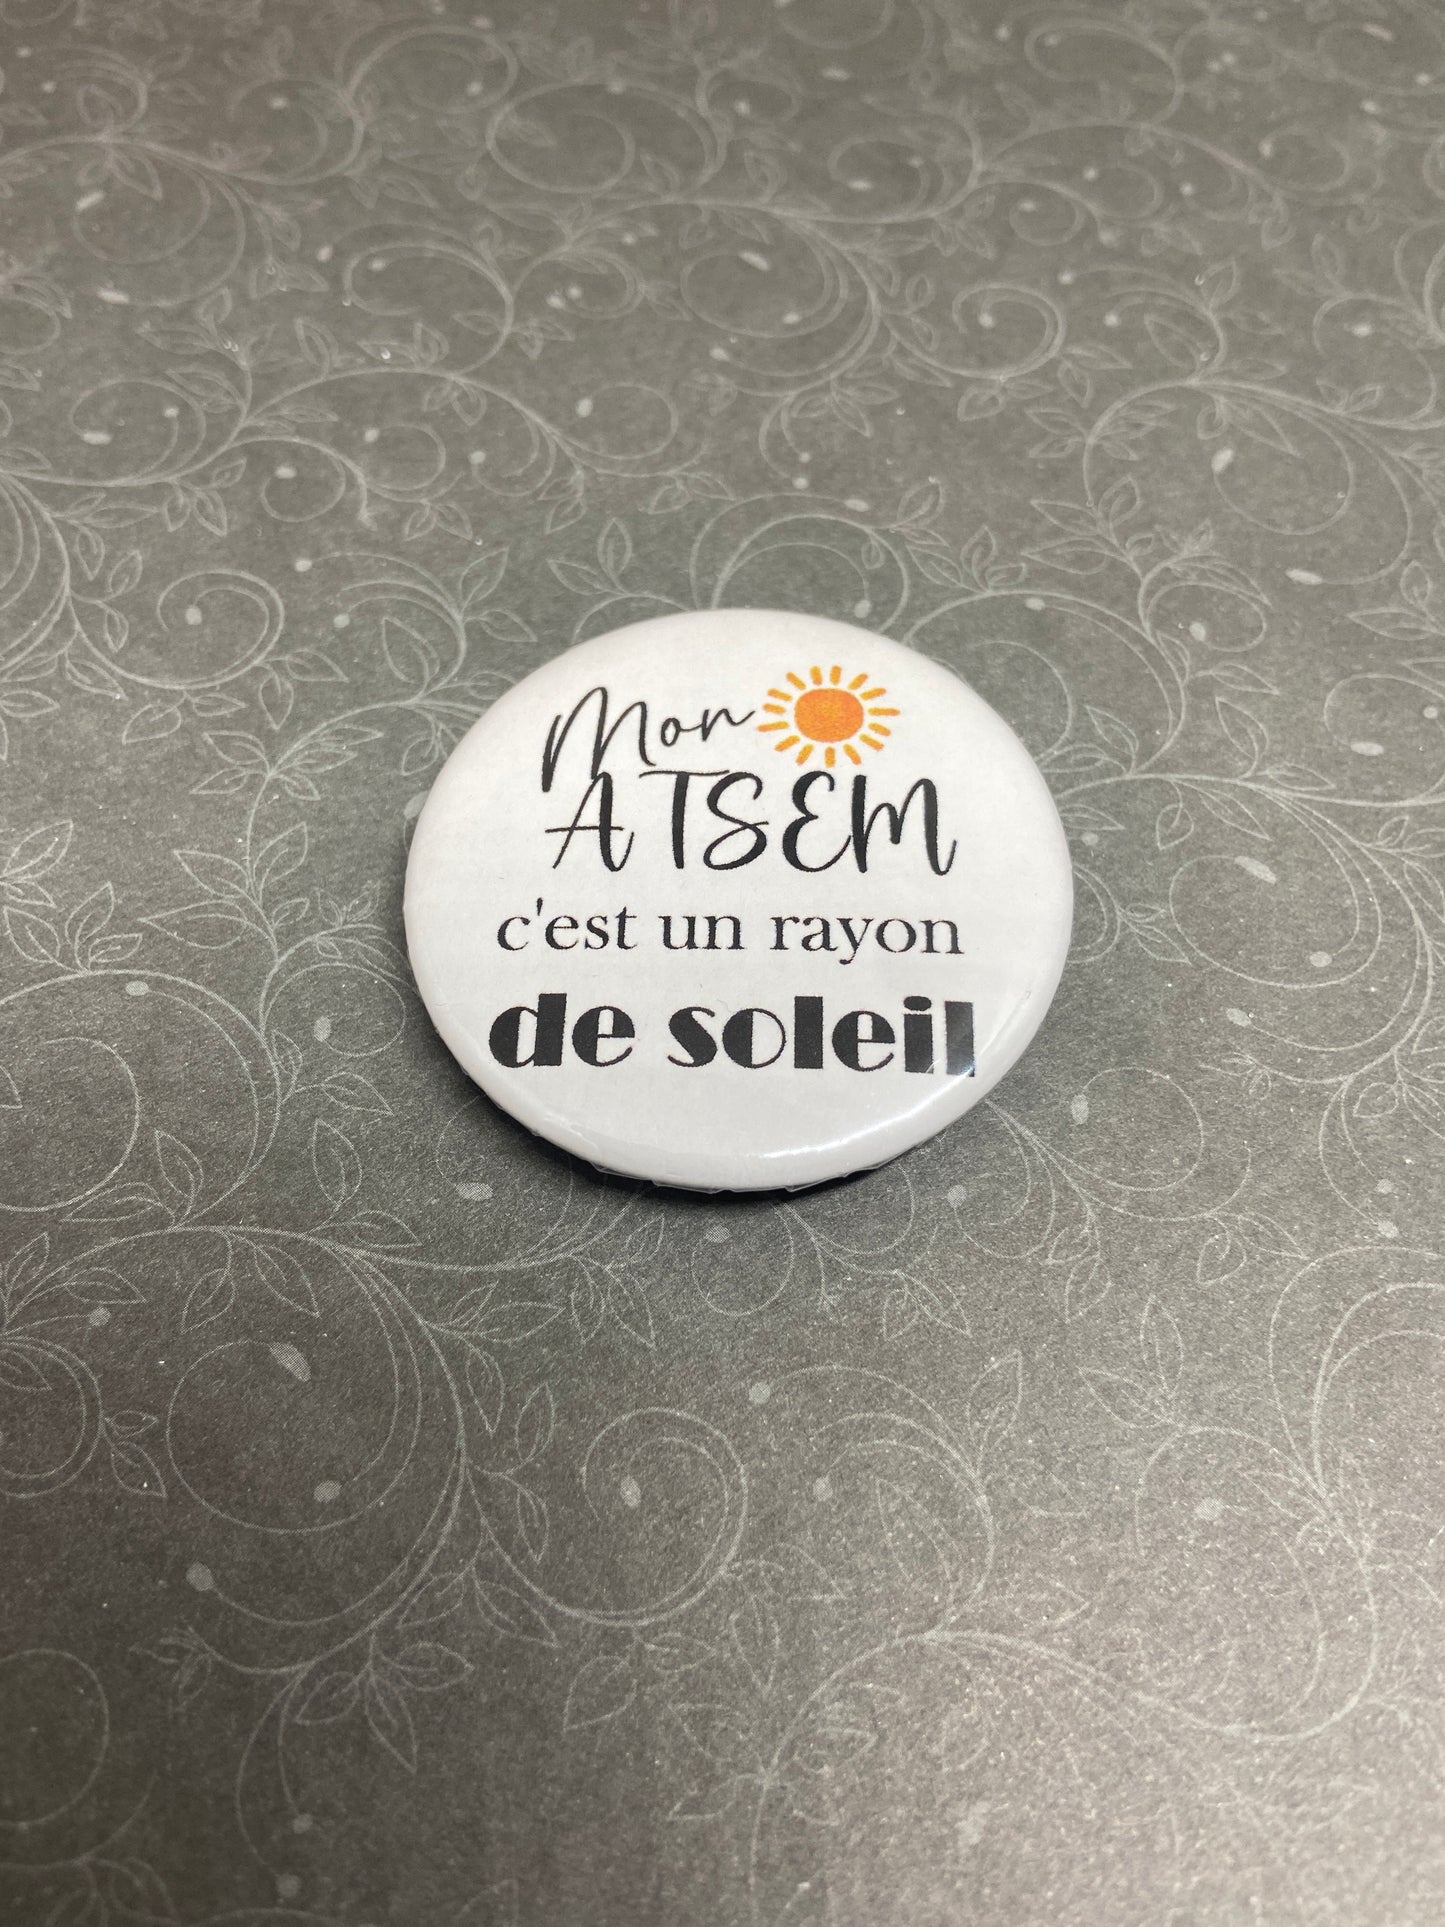 Mon
ATSEM
c'est un rayon
de soleil